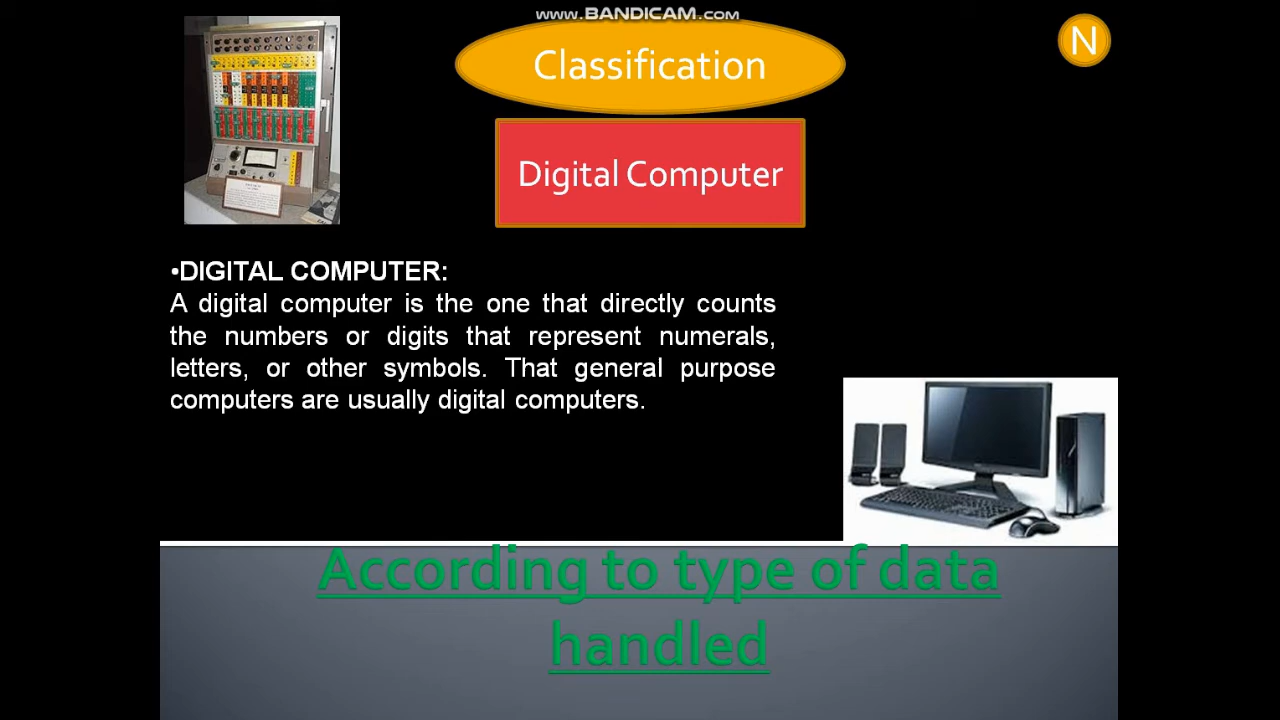 www.BANDICAM.com
Classification
N
Digital Computer
•DIGITAL COMPUTER:
A digital computer is the one that directly counts
the numbers or digits that represent numerals,
letters, or other symbols. That general purpose
computers are usually digital computers.
According to type of data
handled